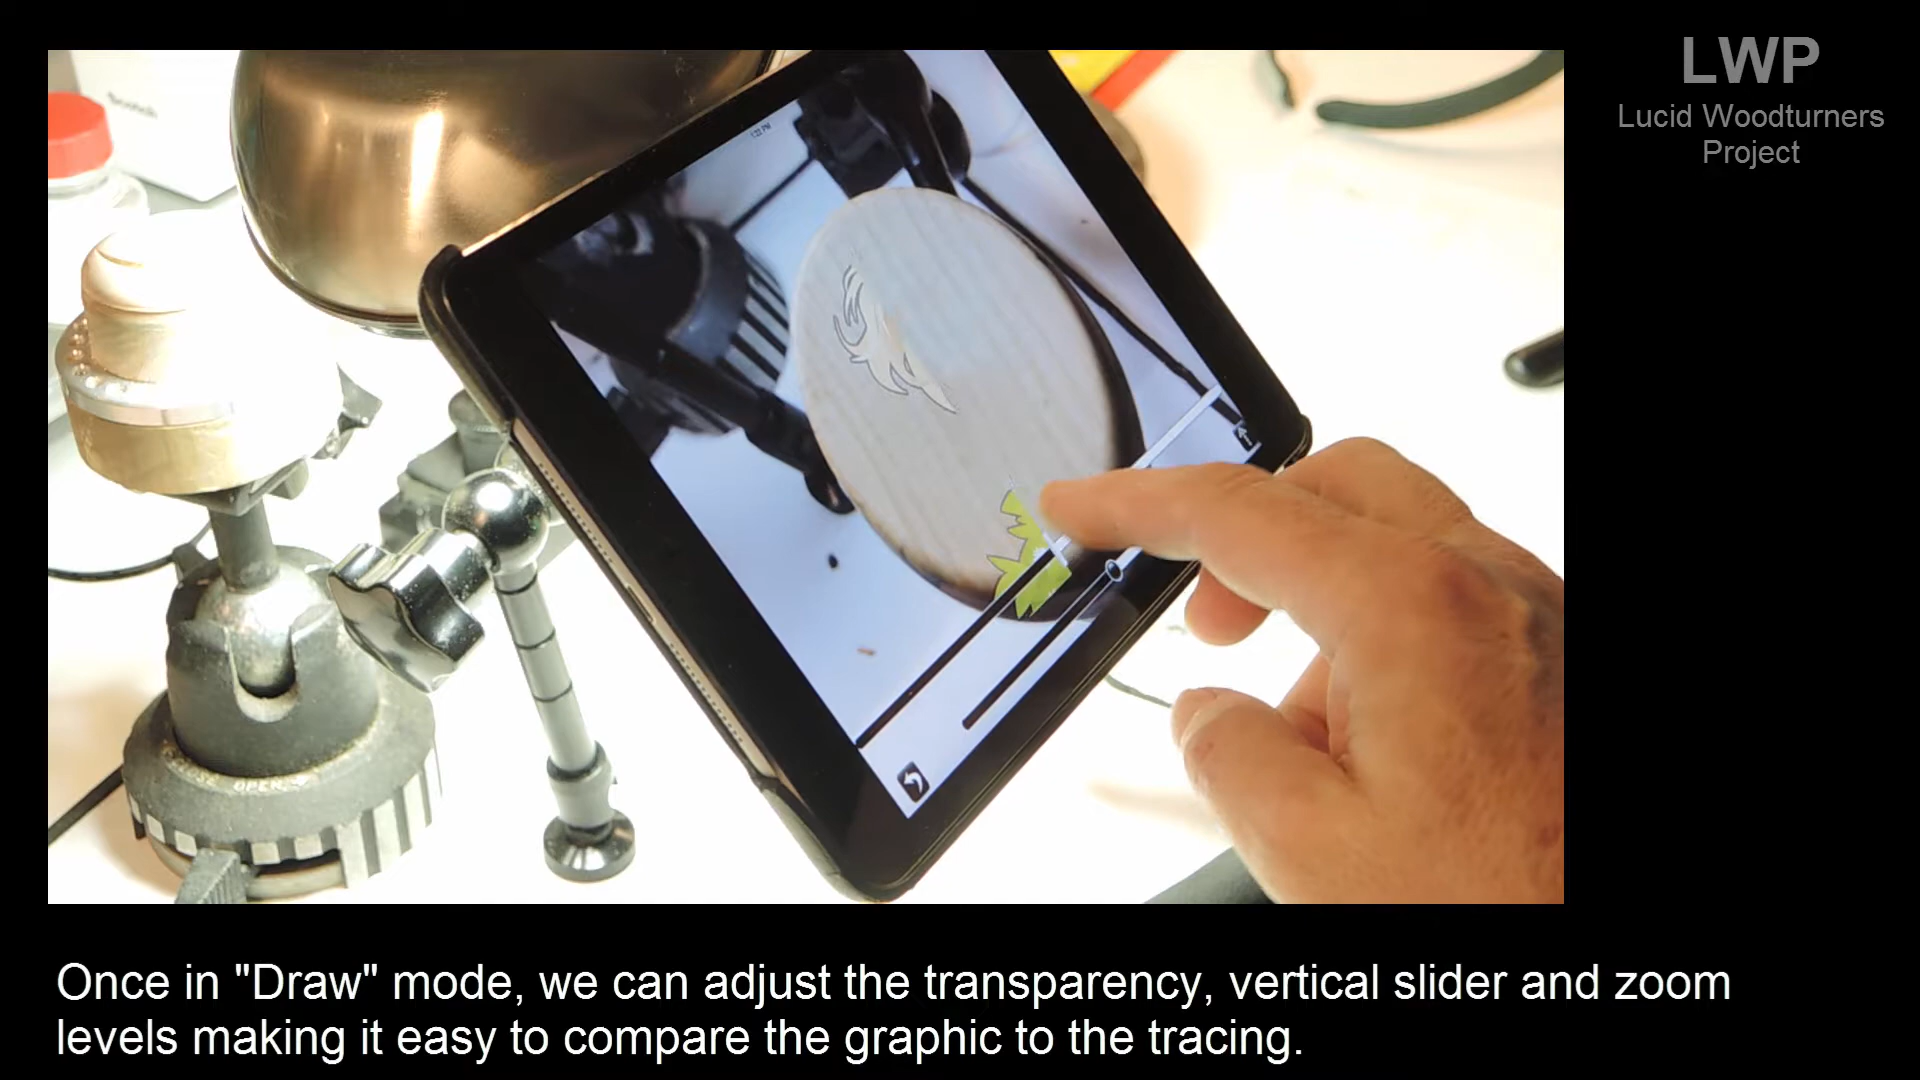 LWP
Lucid Woodturners
Project
OPEN
Once in "Draw" mode, we can adjust the transparency, vertical slider and zoom
levels making it easy to compare the graphic to the tracing.